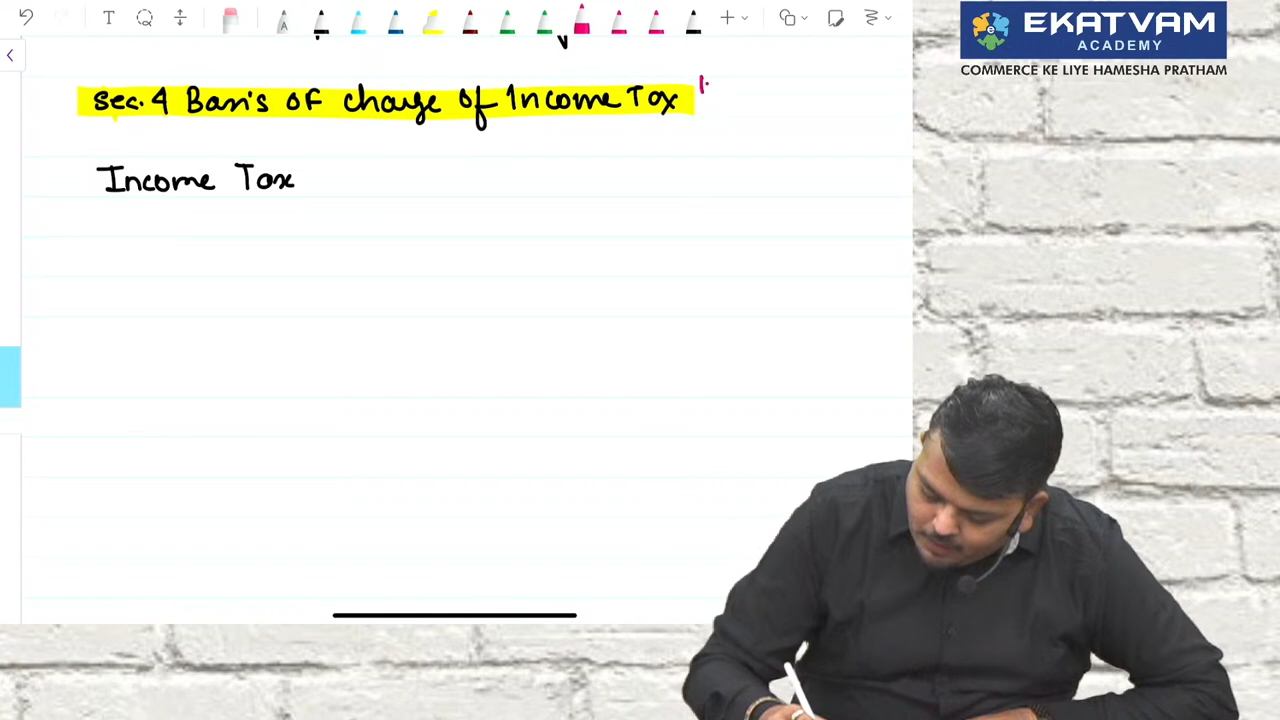 EKATVAM
ACADEMY
COMMERCE KE LIYE HAMESHA PRATHAM
Sec. 4 Basis of charge of Income Tax
Income Tax